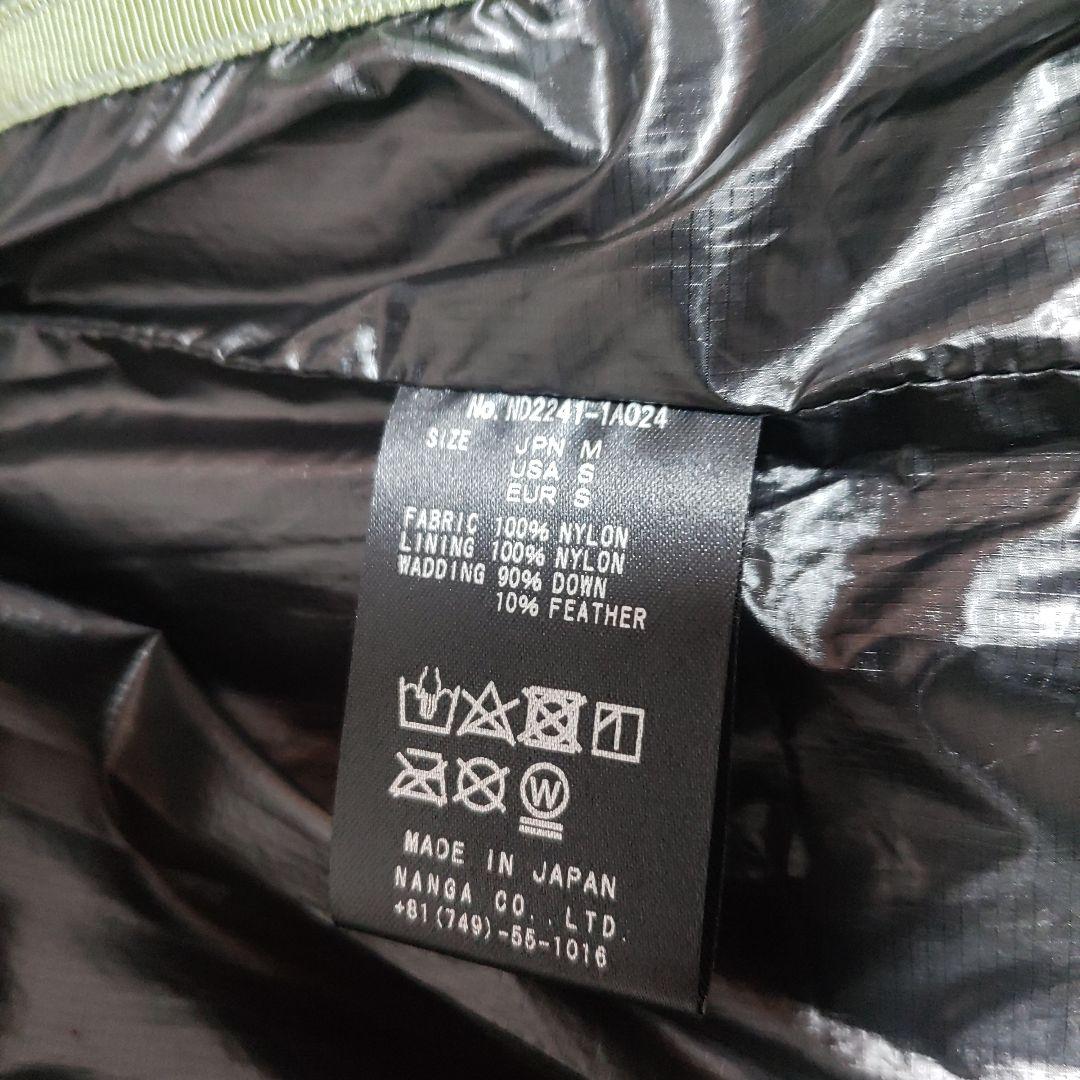 No. ND2241-1A024
SIZE JPN M
USA S
EUR S
FABRIC 100% NYLON
LINING 100% NYLON
WADDING 90% DOWN
10% FEATHER
W
MADE IN JAPAN
NANGA CO., LTD.
+81(749)-55-1016